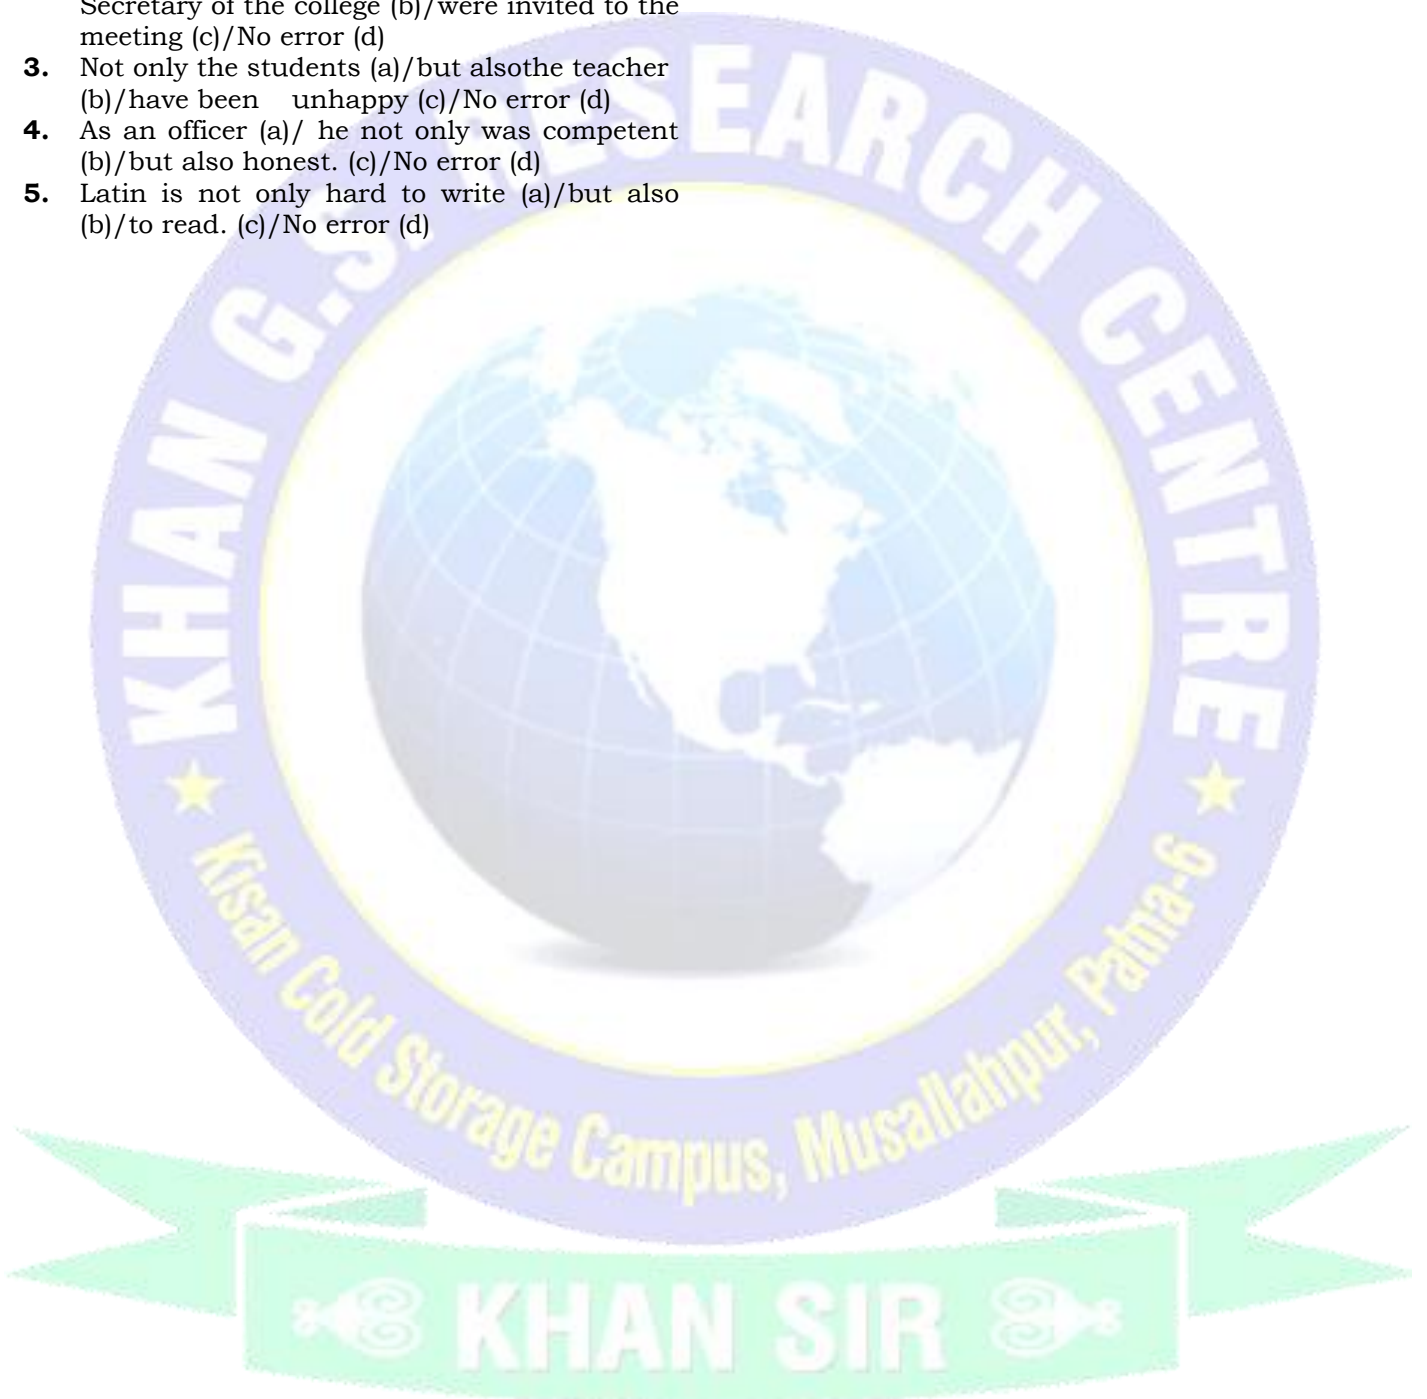 Secretary of the college (b)/were invited to the
meeting (c)/No error (d)
3. Not only the students (a)/but alsothe teacher
(b)/have been unhappy (c)/No error (d)
4. As an officer (a)/ he not only was competent
(b)/but also honest. (c)/No error (d)
5. Latin is not only hard to write (a)/but also
(b)/to read. (c)/No error (d)
KHAN G.S. RESEARCH CENTRE
Kisan Cold Storage Campus, Musallahpur, Patna-6
KHAN SIR